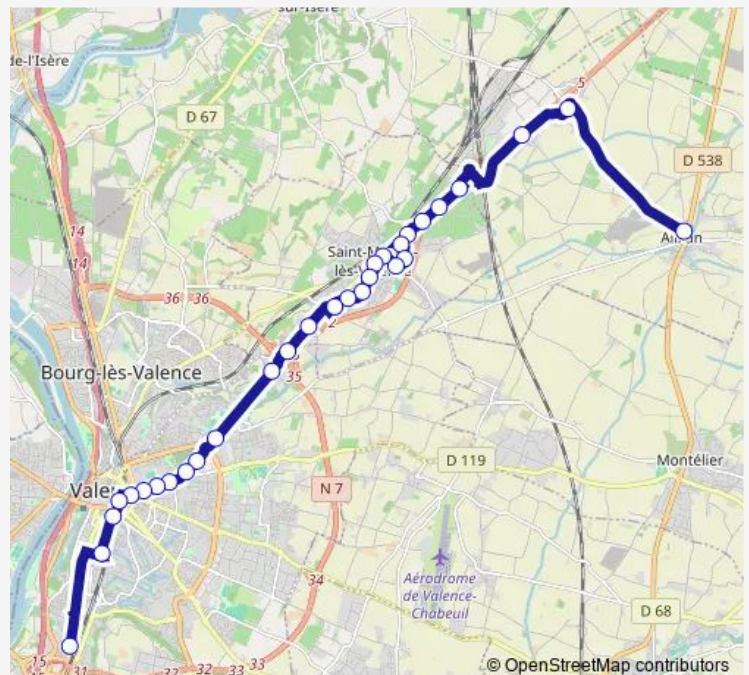 sur-Isère
de-l'Isère
D 67
5
D 538
14
14
Saint-M
lès-
36
36
2
35
Bourg-lès-Valence
D 119
Montélier
Vale
N 7
34
Aérodrome
de Valence-
Chabeuil
D 68
15
31
32
33
33
© OpenStreetMap contributors